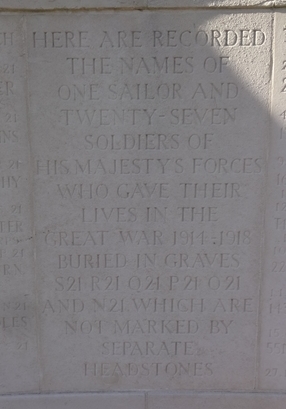 HERE ARE RECORDED
THE NAMES OF
ONE SAILOR AND
TWENTY-SEVEN
SOLDIERS OF
HIS MAJESTY'S FORCES
WHO GAVE THEIR
LIVES IN THE
GREAT WAR 1914-1918
BURIED IN GRAVES
S21 R21 Q21 P21 O21
AND N21 WHICH ARE
NOT MARKED BY
SEPARATE
HEADSTONES